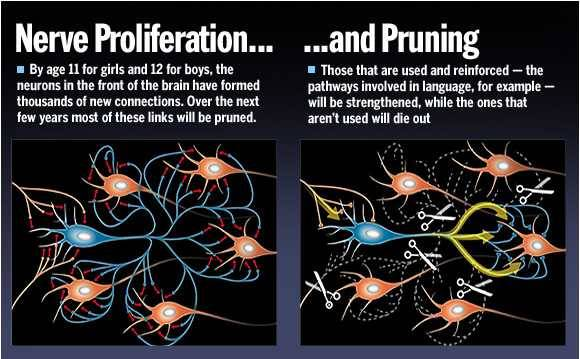 Nerve Proliferation...
By age 11 for girls and 12 for boys, the
neurons in the front of the brain have formed
thousands of new connections. Over the next
few years most of these links will be pruned.
...and Pruning
Those that are used and reinforced — the
pathways involved in language, for example —
will be strengthened, while the ones that
aren't used will die out